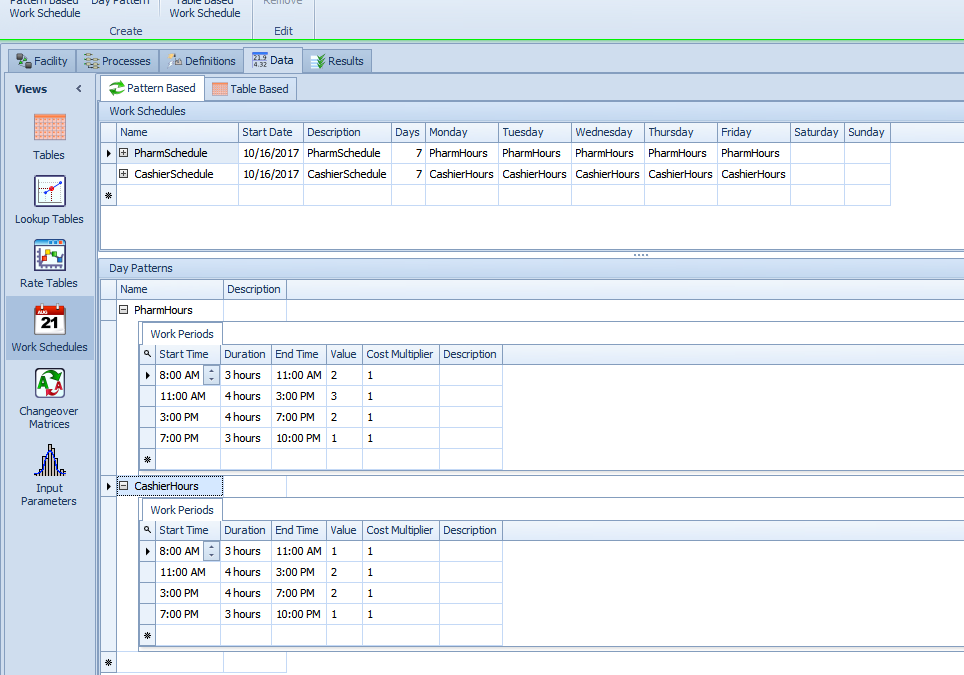 Pattern Based Day Pattern Table Based Remove
Work Schedule Work Schedule
Create Edit
Facility Processes Definitions Data Results
Views Pattern Based Table Based
Work Schedules
Name Start Date Description Days Monday Tuesday Wednesday Thursday Friday Saturday Sunday
PharmSchedule 10/16/2017 PharmSchedule 7 PharmHours PharmHours PharmHours PharmHours PharmHours
CashierSchedule 10/16/2017 CashierSchedule 7 CashierHours CashierHours CashierHours CashierHours CashierHours
Tables
Lookup Tables
Rate Tables
AUG
21
Work Schedules
Changeover
Matrices
Input
Parameters
Day Patterns
Name Description
PharmHours
Work Periods
Start Time Duration End Time Value Cost Multiplier Description
8:00 AM 3 hours 11:00 AM 2 1
11:00 AM 4 hours 3:00 PM 3 1
3:00 PM 4 hours 7:00 PM 2 1
7:00 PM 3 hours 10:00 PM 1 1
CashierHours
Work Periods
Start Time Duration End Time Value Cost Multiplier Description
8:00 AM 3 hours 11:00 AM 1 1
11:00 AM 4 hours 3:00 PM 2 1
3:00 PM 4 hours 7:00 PM 2 1
7:00 PM 3 hours 10:00 PM 1 1